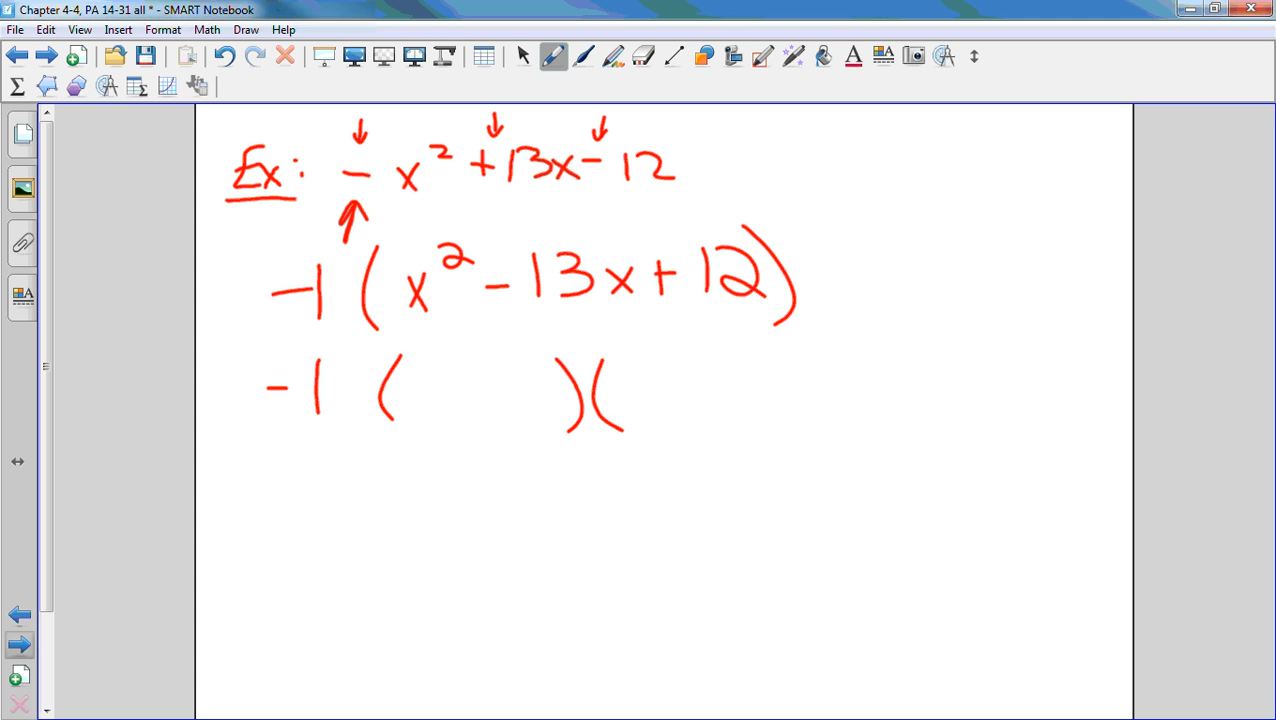 Chapter 4-4, PA 14-31 all * - SMART Notebook
File Edit View Insert Format Math Draw Help
Ex: - x² + 13x - 12
-1 ( x² - 13x + 12 )
-1 ( ) (